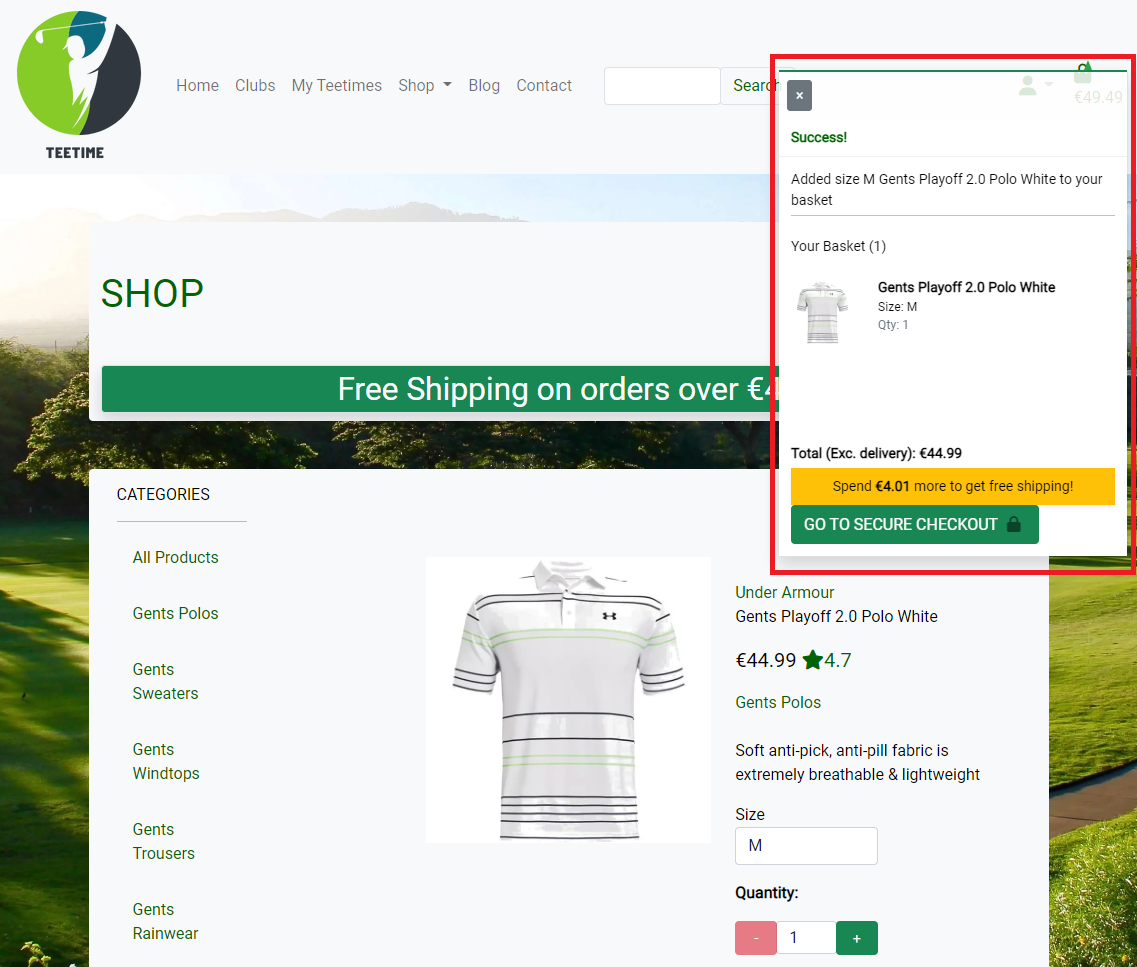 TEETIME
Home Clubs My Teetimes Shop Blog Contact
Search
€49.49
×
Success!
Added size M Gents Playoff 2.0 Polo White to your
basket
Your Basket (1)
Gents Playoff 2.0 Polo White
Size: M
Qty: 1
Total (Exc. delivery): €44.99
Spend €4.01 more to get free shipping!
GO TO SECURE CHECKOUT
SHOP
Free Shipping on orders over €4
CATEGORIES
All Products
Gents Polos
Gents
Sweaters
Gents
Windtops
Gents
Trousers
Gents
Rainwear
Under Armour
Gents Playoff 2.0 Polo White
€44.99 4.7
Gents Polos
Soft anti-pick, anti-pill fabric is
extremely breathable & lightweight
Size
M
Quantity:
- 1 +